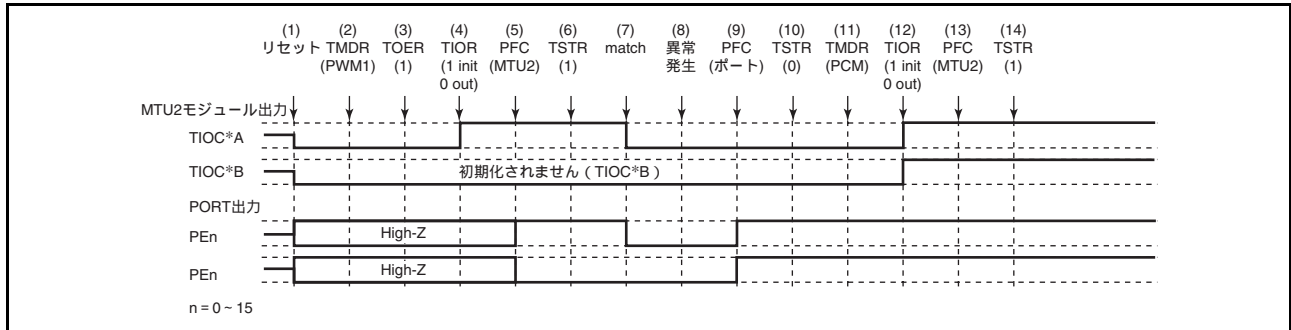 (1) (2) (3) (4) (5) (6) (7) (8) (9) (10) (11) (12) (13) (14)
リセット TMDR TOER TIOR PFC TSTR match 異常 PFC TSTR TMDR TIOR PFC TSTR
(PWM1) (1) (1 init (MTU2) (1) 発生 (ポート) (0) (PCM) (1 init (MTU2) (1)
0 out) 0 out)
MTU2モジュール出力
TIOC*A
TIOC*B 初期化されません(TIOC*B)
PORT出力
PEn High-Z
PEn High-Z
n = 0 ~ 15